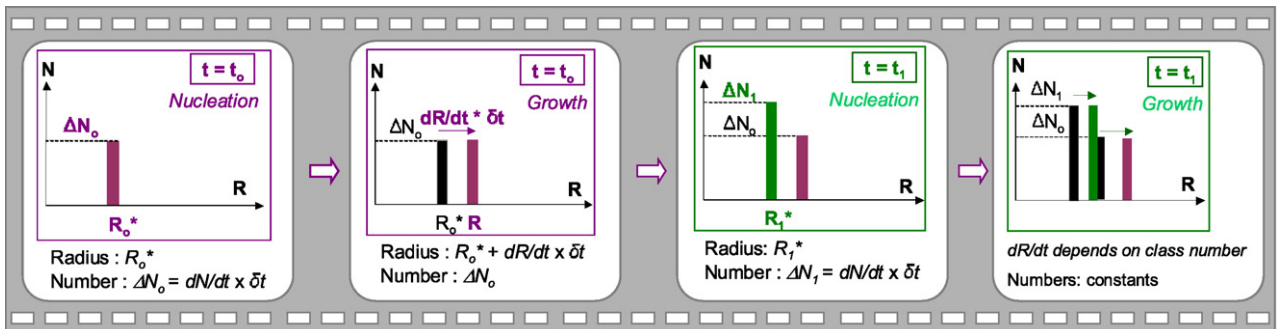 N
t = tₒ
Nucleation
ΔNₒ
R
Rₒ*
Radius : Rₒ*
Number : ΔNₒ = dN/dt x δt
N
t = tₒ
Growth
dR/dt * δt
ΔNₒ
R
Rₒ* R
Radius : Rₒ* + dR/dt x δt
Number : ΔNₒ
N
t = t₁
Nucleation
ΔN₁
ΔNₒ
R
R₁*
Radius: R₁*
Number : ΔN₁ = dN/dt x δt
N
t = t₁
Growth
ΔN₁
ΔNₒ
R
dR/dt depends on class number
Numbers: constants